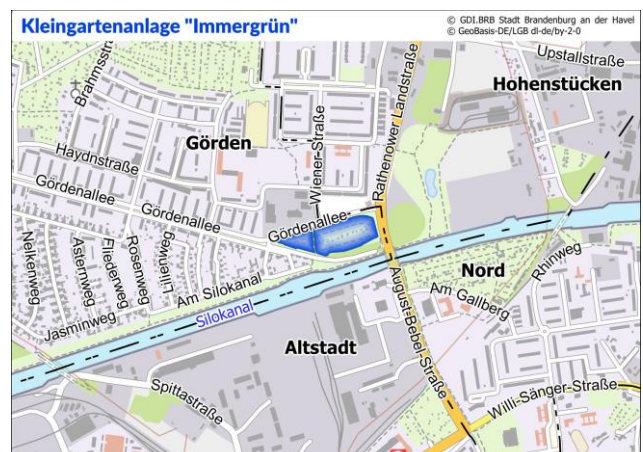 Kleingartenanlage "Immergrün"
© GDI.BRB Stadt Brandenburg an der Havel
© GeoBasis-DE/LGB dl-de/by-2-0
Upstallstraße
Hohenstücken
Brahmsstraße
Rathenower Landstraße
Görden
Wiener-Straße
Haydnstraße
Gördenallee
Gördenallee
Gördenallee
Nelkenweg
Asternweg
Fliederweg
Rosenweg
Lilienweg
Am Silokanal
Nord
Rhinweg
Am Gallberg
August-Bebel-Straße
Jasminweg
Silokanal
Altstadt
Spittastraße
Willi-Sänger-Straße